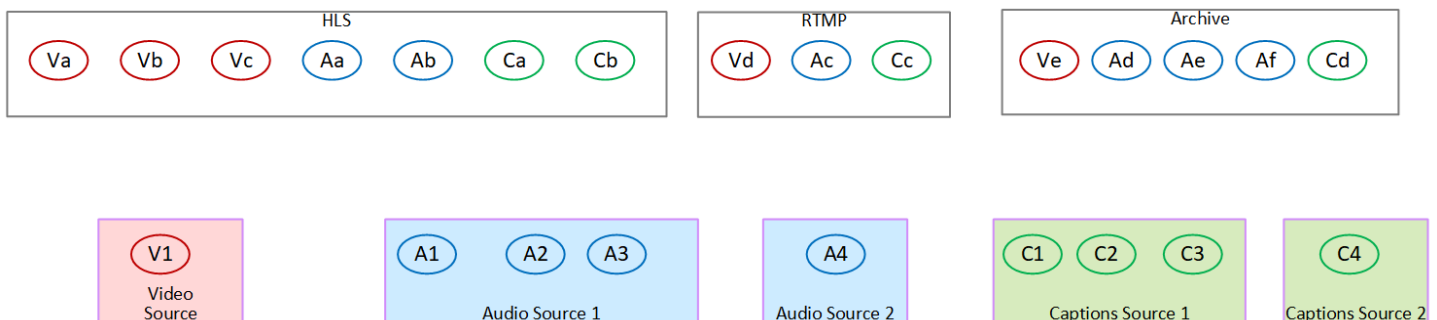 HLS
RTMP
Archive
Va Vb Vc Aa Ab Ca Cb
Vd Ac Cc
Ve Ad Ae Af Cd
V1
A1 A2 A3
A4
C1 C2 C3
C4
Video
Source
Audio Source 1
Audio Source 2
Captions Source 1
Captions Source 2